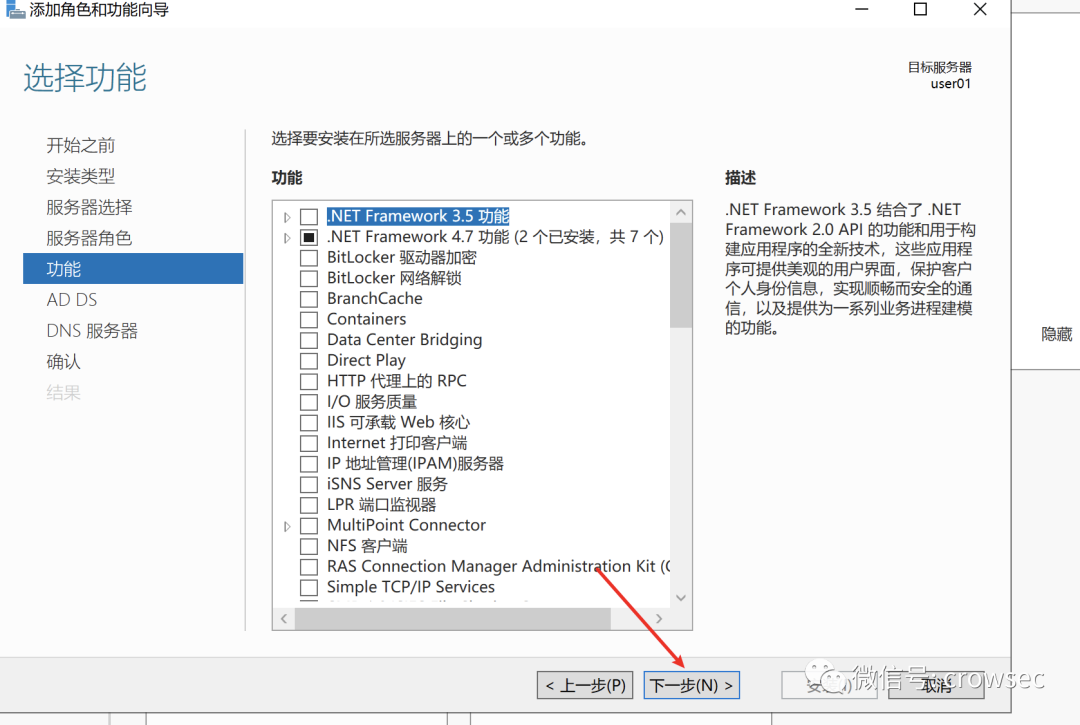 添加角色和功能向导
选择功能
目标服务器
user01
开始之前
安装类型
服务器选择
服务器角色
功能
AD DS
DNS 服务器
确认
结果
选择要安装在所选服务器上的一个或多个功能。
功能
.NET Framework 3.5 功能
.NET Framework 4.7 功能 (2 个已安装，共 7 个)
BitLocker 驱动器加密
BitLocker 网络解锁
BranchCache
Containers
Data Center Bridging
Direct Play
HTTP 代理上的 RPC
I/O 服务质量
IIS 可承载 Web 核心
Internet 打印客户端
IP 地址管理(IPAM)服务器
iSNS Server 服务
LPR 端口监视器
MultiPoint Connector
NFS 客户端
RAS Connection Manager Administration Kit (
Simple TCP/IP Services
描述
.NET Framework 3.5 结合了 .NET
Framework 2.0 API 的功能和用于构
建应用程序的全新技术，这些应用程
序可提供美观的用户界面，保护客户
个人身份信息，实现顺畅而安全的通
信，以及提供为一系列业务进程建模
的功能。
隐藏
< 上一步(P)
下一步(N) >
取消
微信号: crowsec